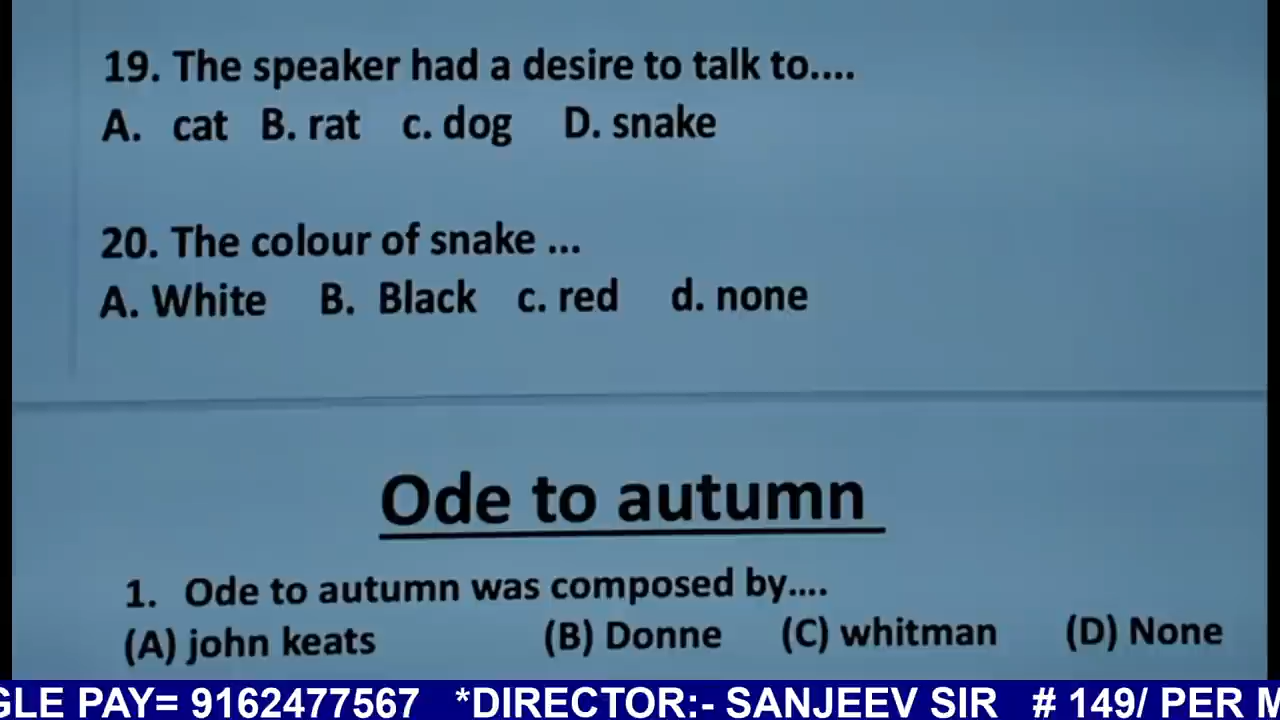 19. The speaker had a desire to talk to....
A. cat B. rat c. dog D. snake
20. The colour of snake ...
A. White B. Black c. red d. none
Ode to autumn
1. Ode to autumn was composed by....
(A) john keats (B) Donne (C) whitman (D) None
GLE PAY= 9162477567 *DIRECTOR:- SANJEEV SIR # 149/ PER M